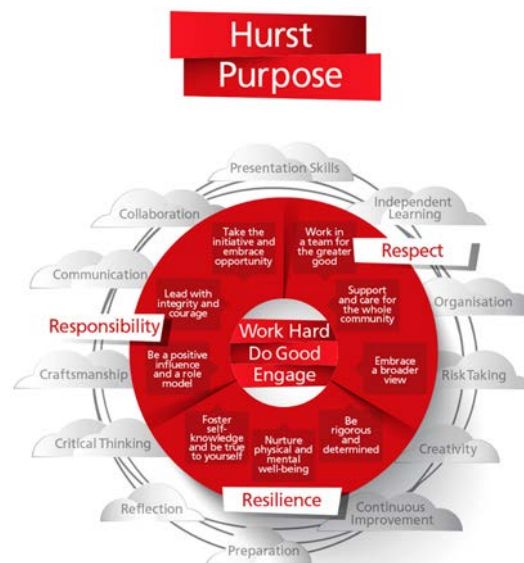 Hurst
Purpose
Presentation Skills
Collaboration
Independent
Learning
Take the
initiative and
embrace
opportunity
Work in
a team for
the greater
good
Respect
Communication
Lead with
integrity and
courage
Support
and care for
the whole
community
Organisation
Responsibility
Work Hard
Do Good
Engage
Craftsmanship
Be a positive
influence
and a role
model
Embrace
a broader
view
Risk Taking
Critical Thinking
Foster
self-
knowledge
and be true
to yourself
Nurture
physical and
mental
well-being
Be
rigorous
and
determined
Creativity
Resilience
Reflection
Continuous
Improvement
Preparation